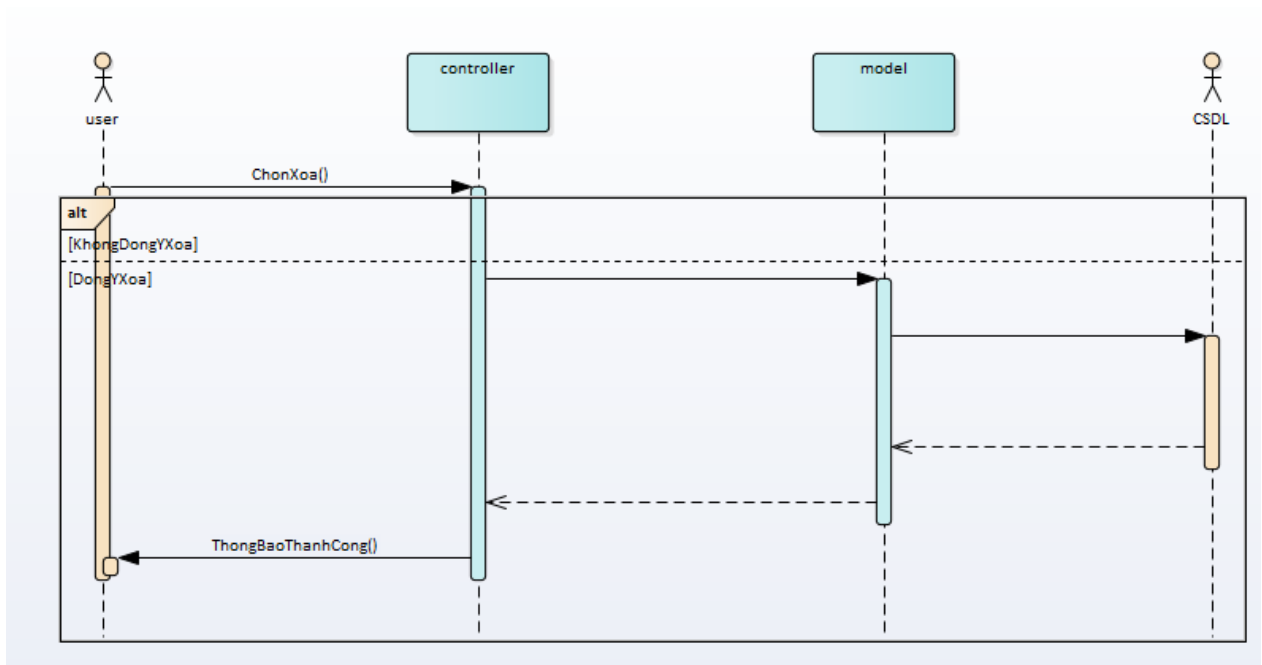 controller
model
user
CSDL
ChonXoa()
alt
[KhongDongYXoa]
[DongYXoa]
ThongBaoThanhCong()